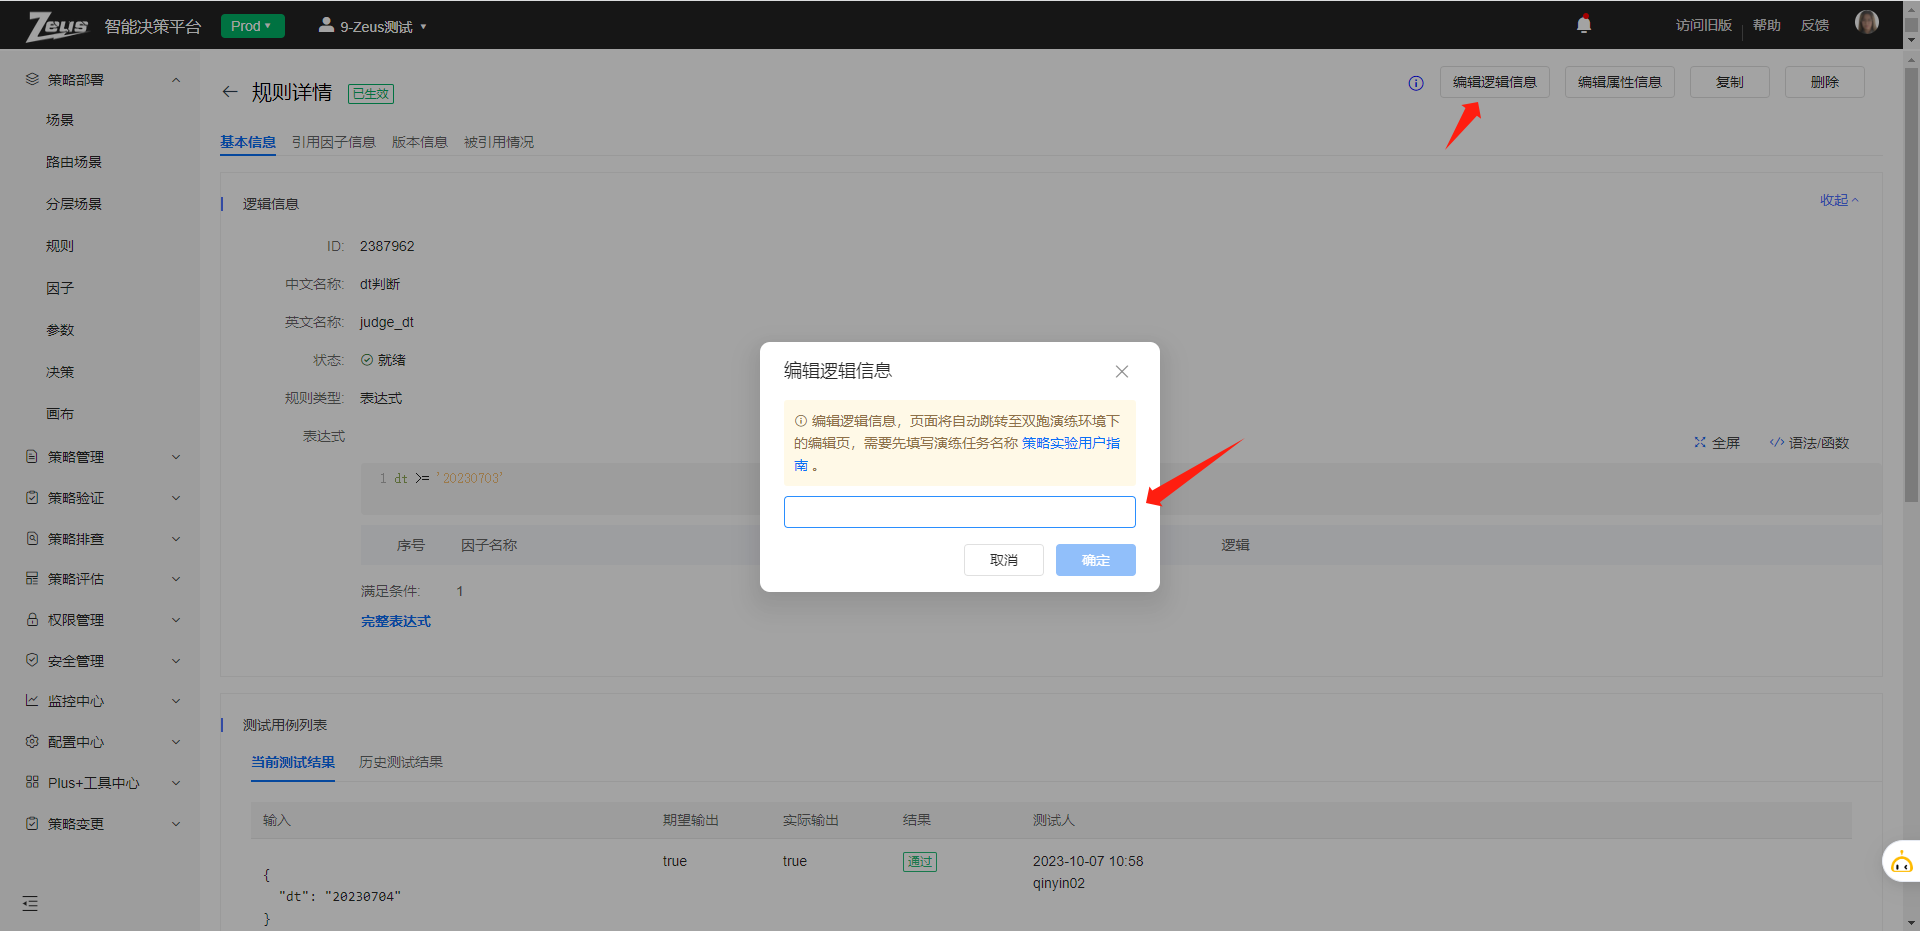 Zeus 智能决策平台 Prod 9-Zeus测试 访问旧版 帮助 反馈
策略部署
场景
路由场景
分层场景
规则
因子
参数
决策
画布
策略管理
策略验证
策略排查
策略评估
权限管理
安全管理
监控中心
配置中心
Plus+工具中心
策略变更
规则详情 已生效 编辑逻辑信息 编辑属性信息 复制 删除
基本信息 引用因子信息 版本信息 被引用情况
逻辑信息 收起
ID: 2387962
中文名称: dt判断
英文名称: judge_dt
状态: 就绪
规则类型: 表达式
表达式 全屏 </> 语法/函数
1 dt >= '20230703'
序号 因子名称 逻辑
满足条件: 1
完整表达式
编辑逻辑信息
编辑逻辑信息，页面将自动跳转至双跑演练环境下
的编辑页，需要先填写演练任务名称 策略实验用户指
南 。
取消 确定
测试用例列表
当前测试结果 历史测试结果
输入 期望输出 实际输出 结果 测试人
{
"dt": "20230704"
}
true true 通过 2023-10-07 10:58
qinyin02